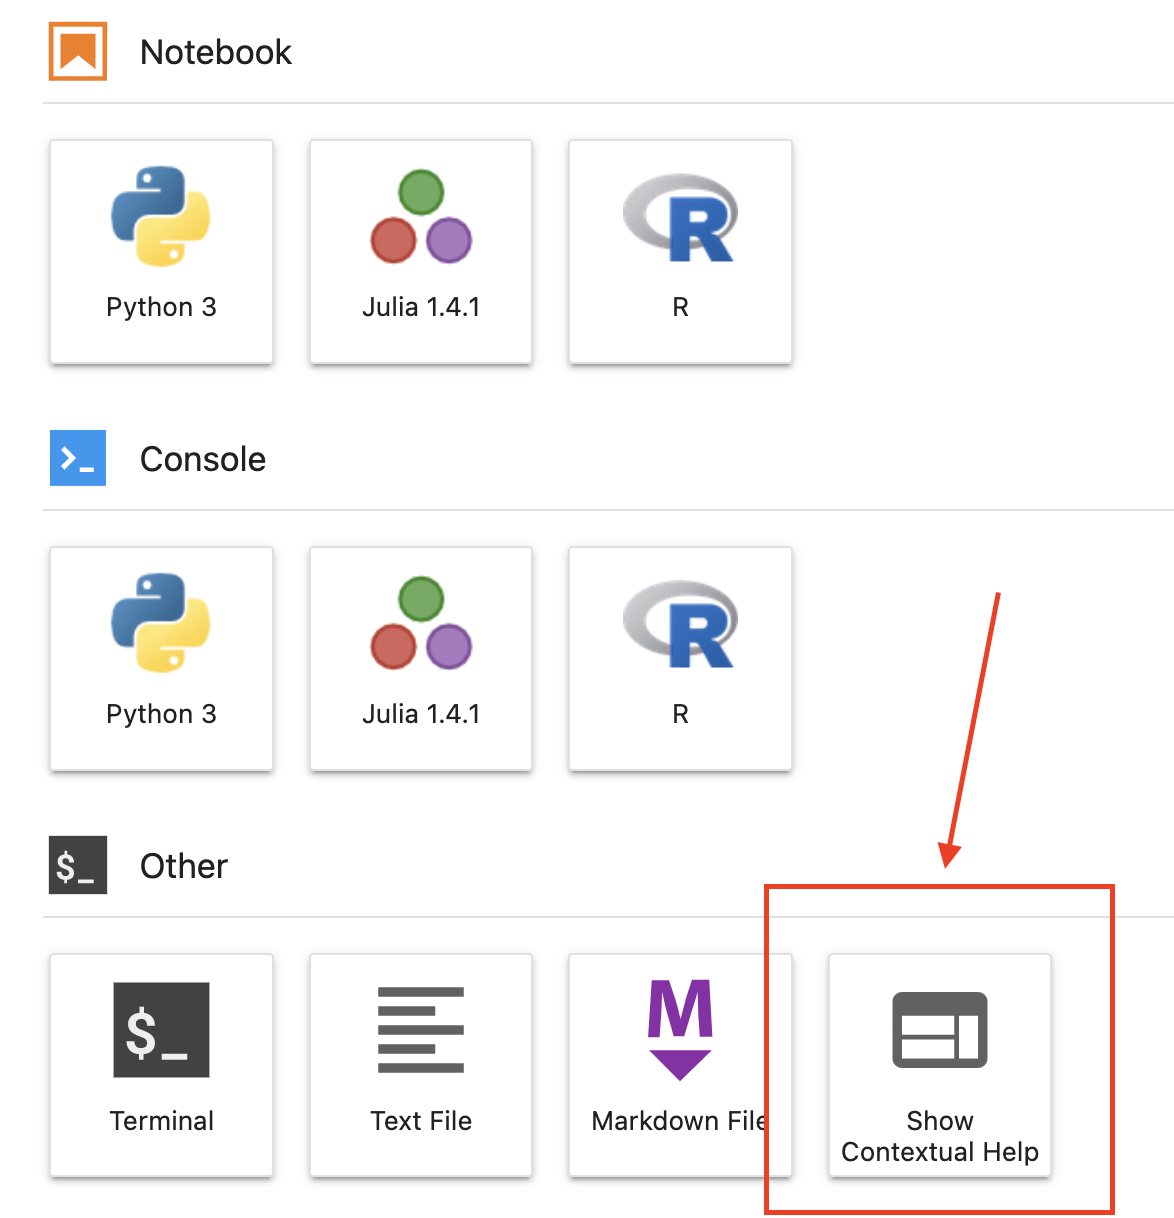 Notebook
Python 3
Julia 1.4.1
R
R
>_
Console
Python 3
Julia 1.4.1
R
R
$_
Other
$_
Terminal
Text File
M
Markdown File
Show
Contextual Help